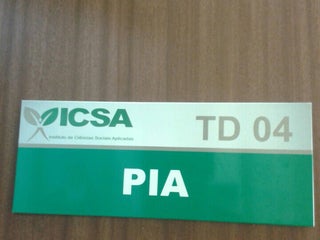 ICSA
Instituto de Ciências Sociais Aplicadas
TD 04
PIA